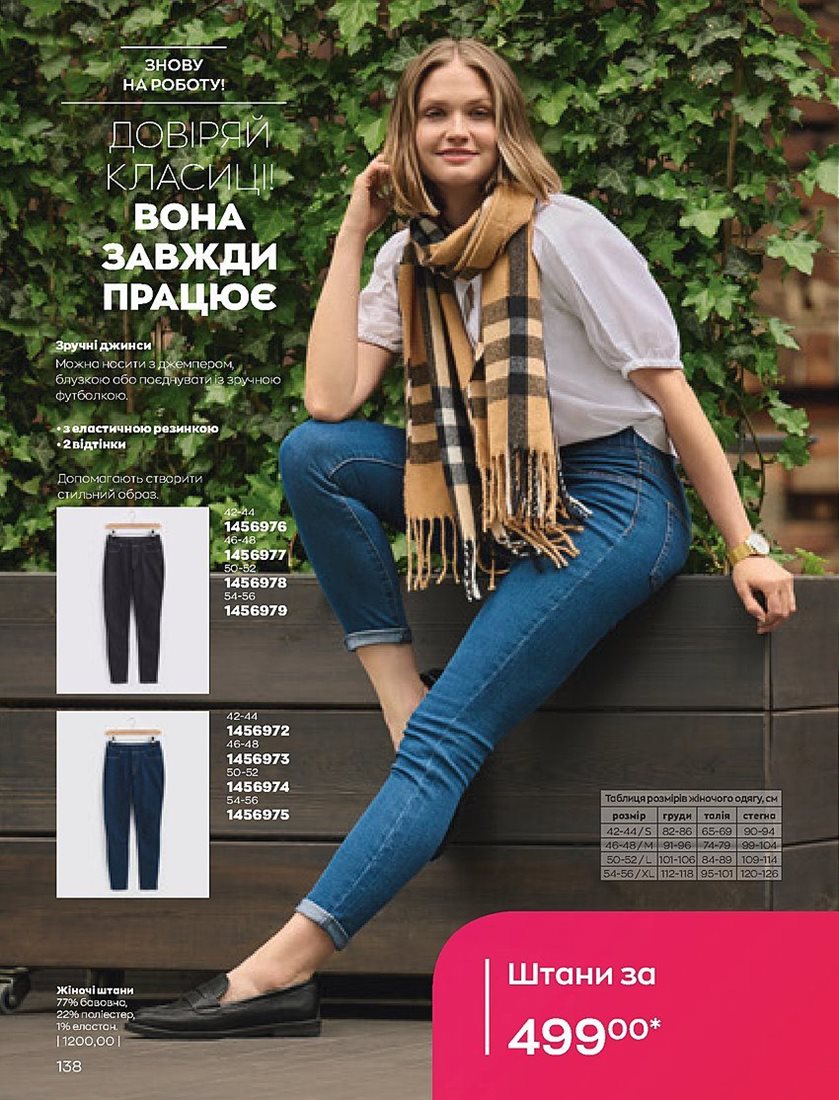 ЗНОВУ
НА РОБОТУ!
ДОВІРЯЙ
КЛАСИЦІ!
ВОНА
ЗАВЖДИ
ПРАЦЮЄ
Зручні джинси
Можна носити з джемпером,
блузкою або поєднувати із зручною
футболкою.
• з еластичною резинкою
• 2 відтінки
Допомагають створити
стильний образ.
42-44
1456976
46-48
1456977
50-52
1456978
54-56
1456979
42-44
1456972
46-48
1456973
50-52
1456974
54-56
1456975
Таблиця розмірів жіночого одягу, см
розмір груди талія стегна
42-44 / S 82-86 65-69 90-94
46-48 / M 91-96 74-79 99-104
50-52 / L 101-106 84-89 109-114
54-56 / XL 112-118 95-101 120-126
Жіночі штани
77% бавовна,
22% поліестер,
1% еластан.
| 1200,00 |
138
Штани за
499⁰⁰*